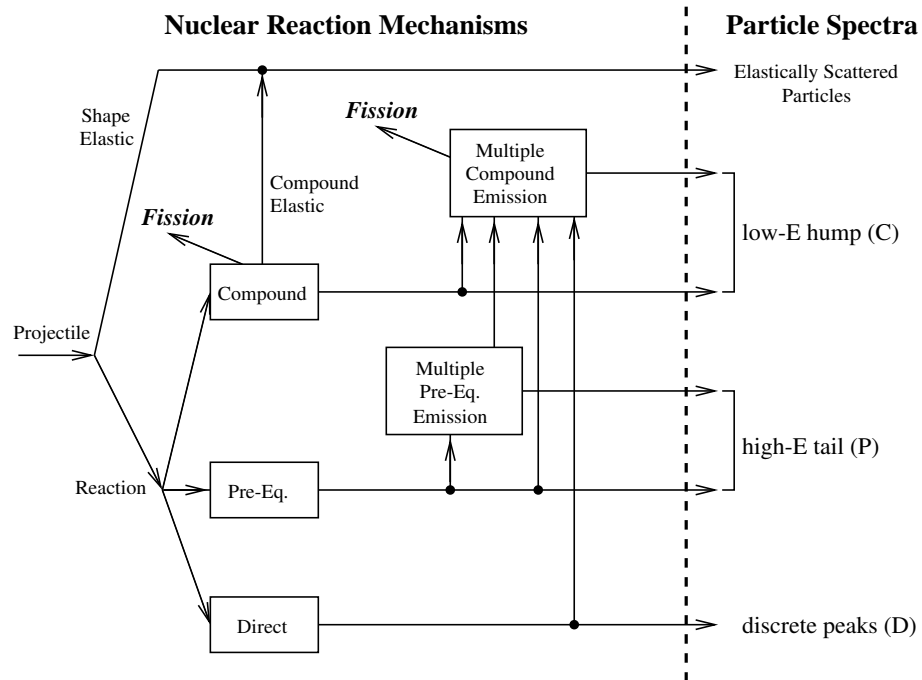 Nuclear Reaction Mechanisms
Particle Spectra
Elastically Scattered
Particles
Shape
Elastic
Fission
Multiple
Compound
Emission
Compound
Elastic
Fission
low-E hump (C)
Compound
Projectile
Multiple
Pre-Eq.
Emission
high-E tail (P)
Reaction
Pre-Eq.
Direct
discrete peaks (D)